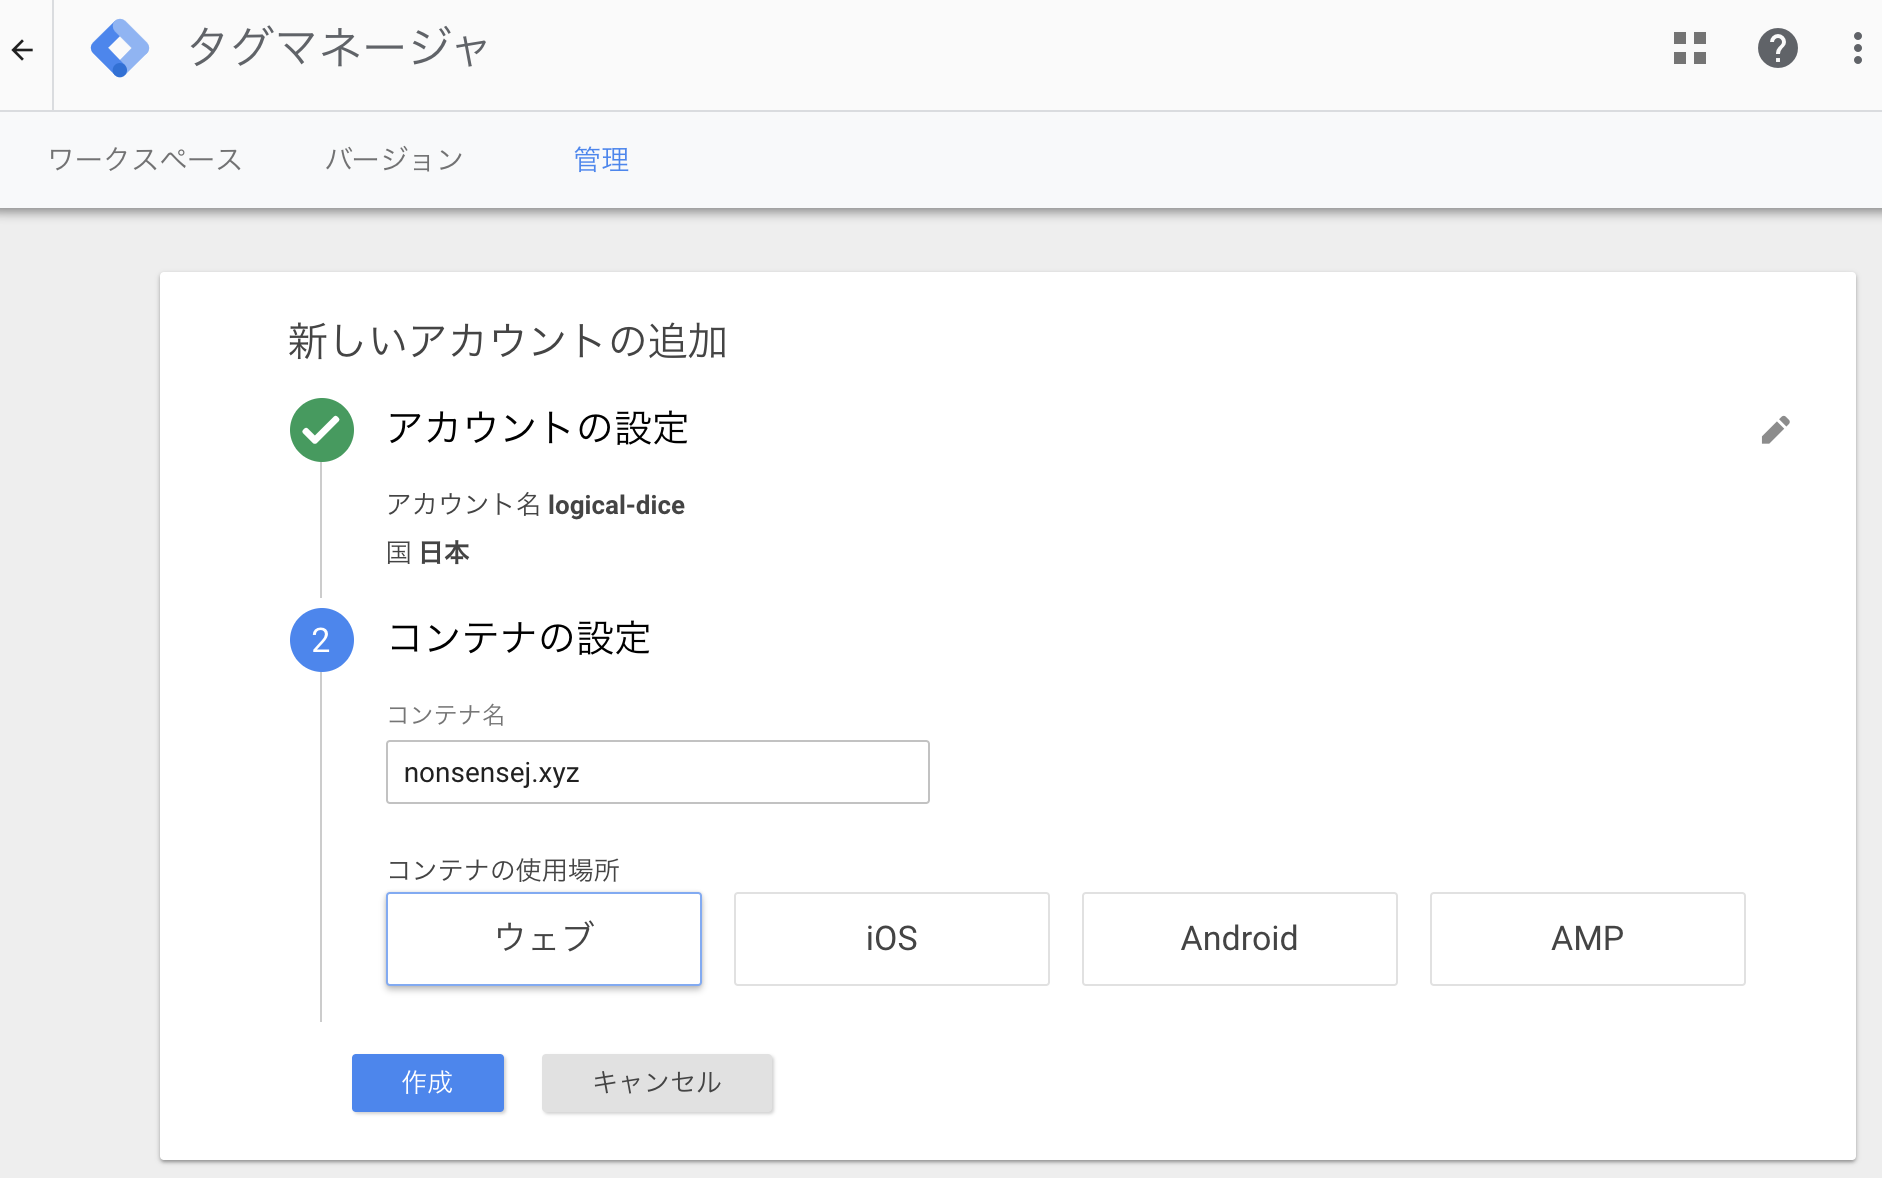 タグマネージャ
ワークスペース バージョン 管理
新しいアカウントの追加
アカウントの設定
アカウント名 logical-dice
国 日本
2 コンテナの設定
コンテナ名
nonsensej.xyz
コンテナの使用場所
ウェブ iOS Android AMP
作成 キャンセル